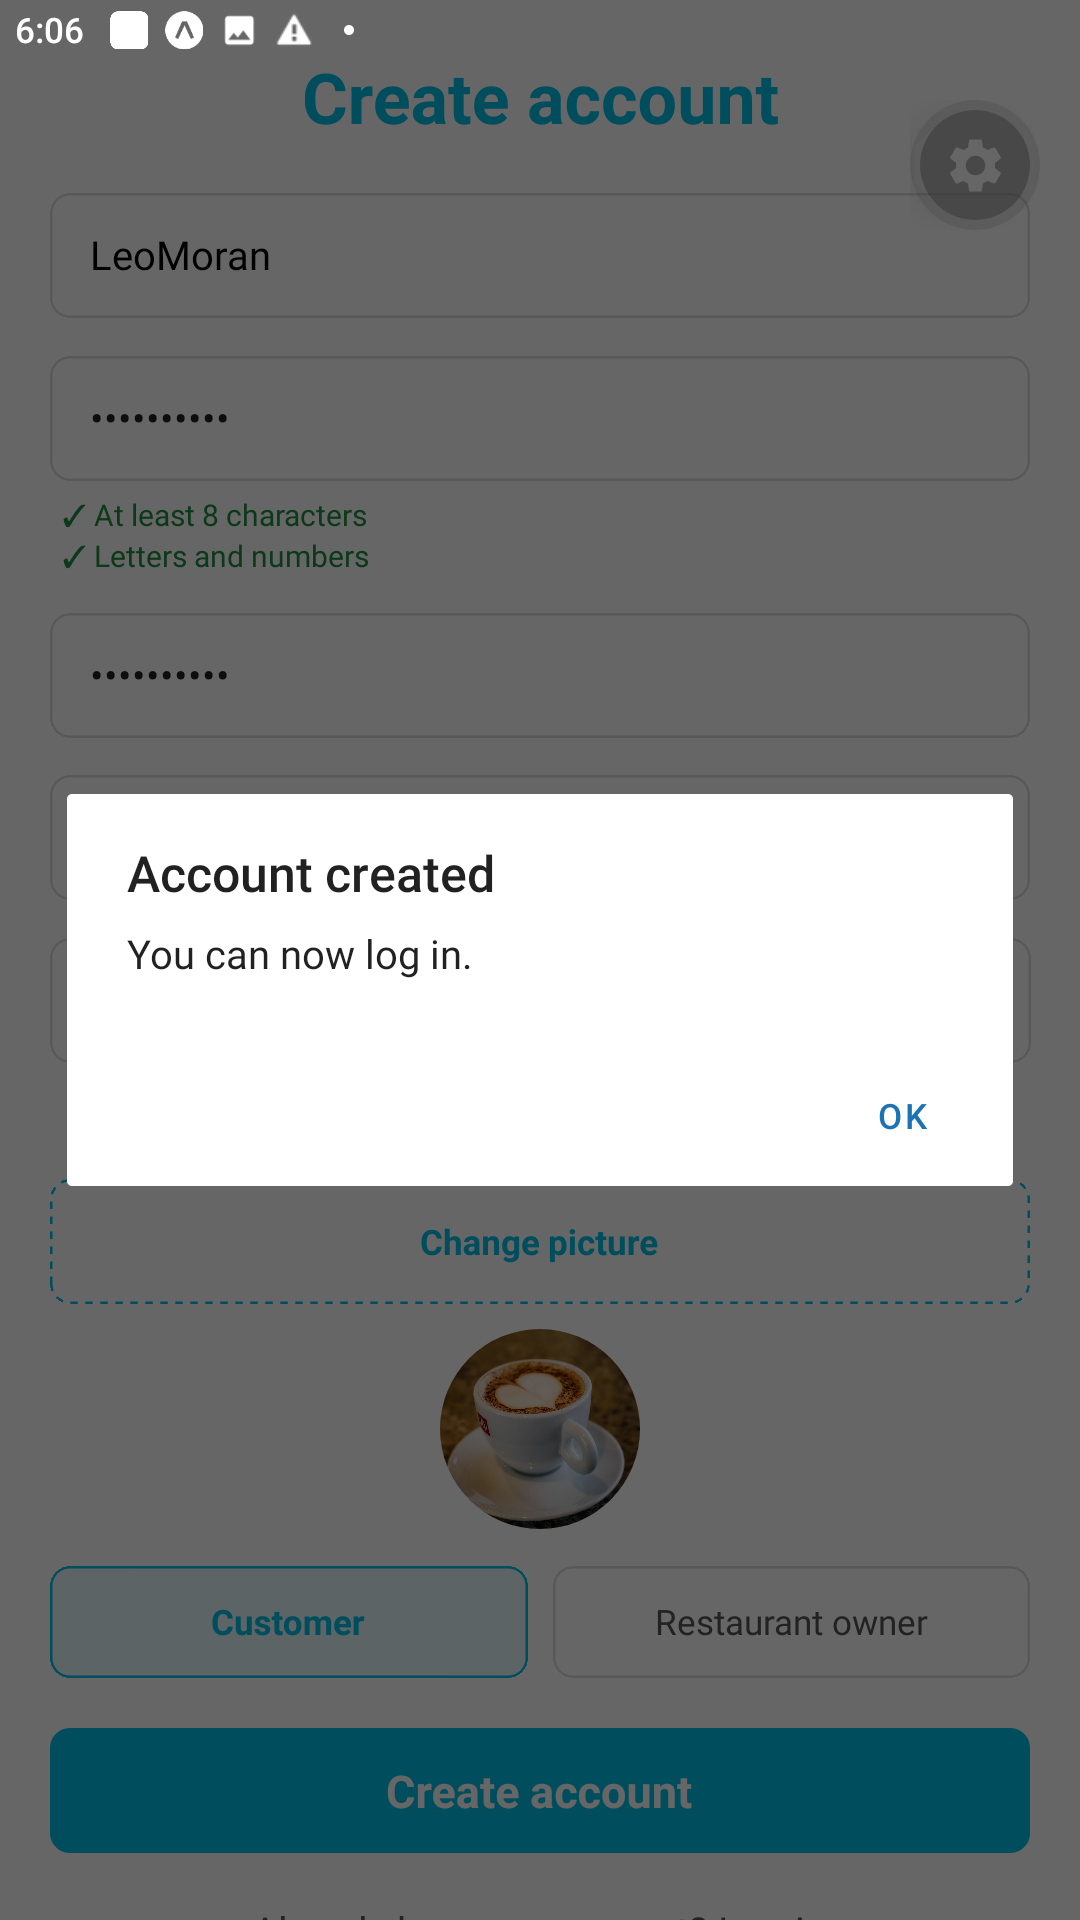 6:06
Create account
LeoMoran
••••••••••
✓ At least 8 characters
✓ Letters and numbers
••••••••••
Account created
You can now log in.
OK
Change picture
Customer
Restaurant owner
Create account